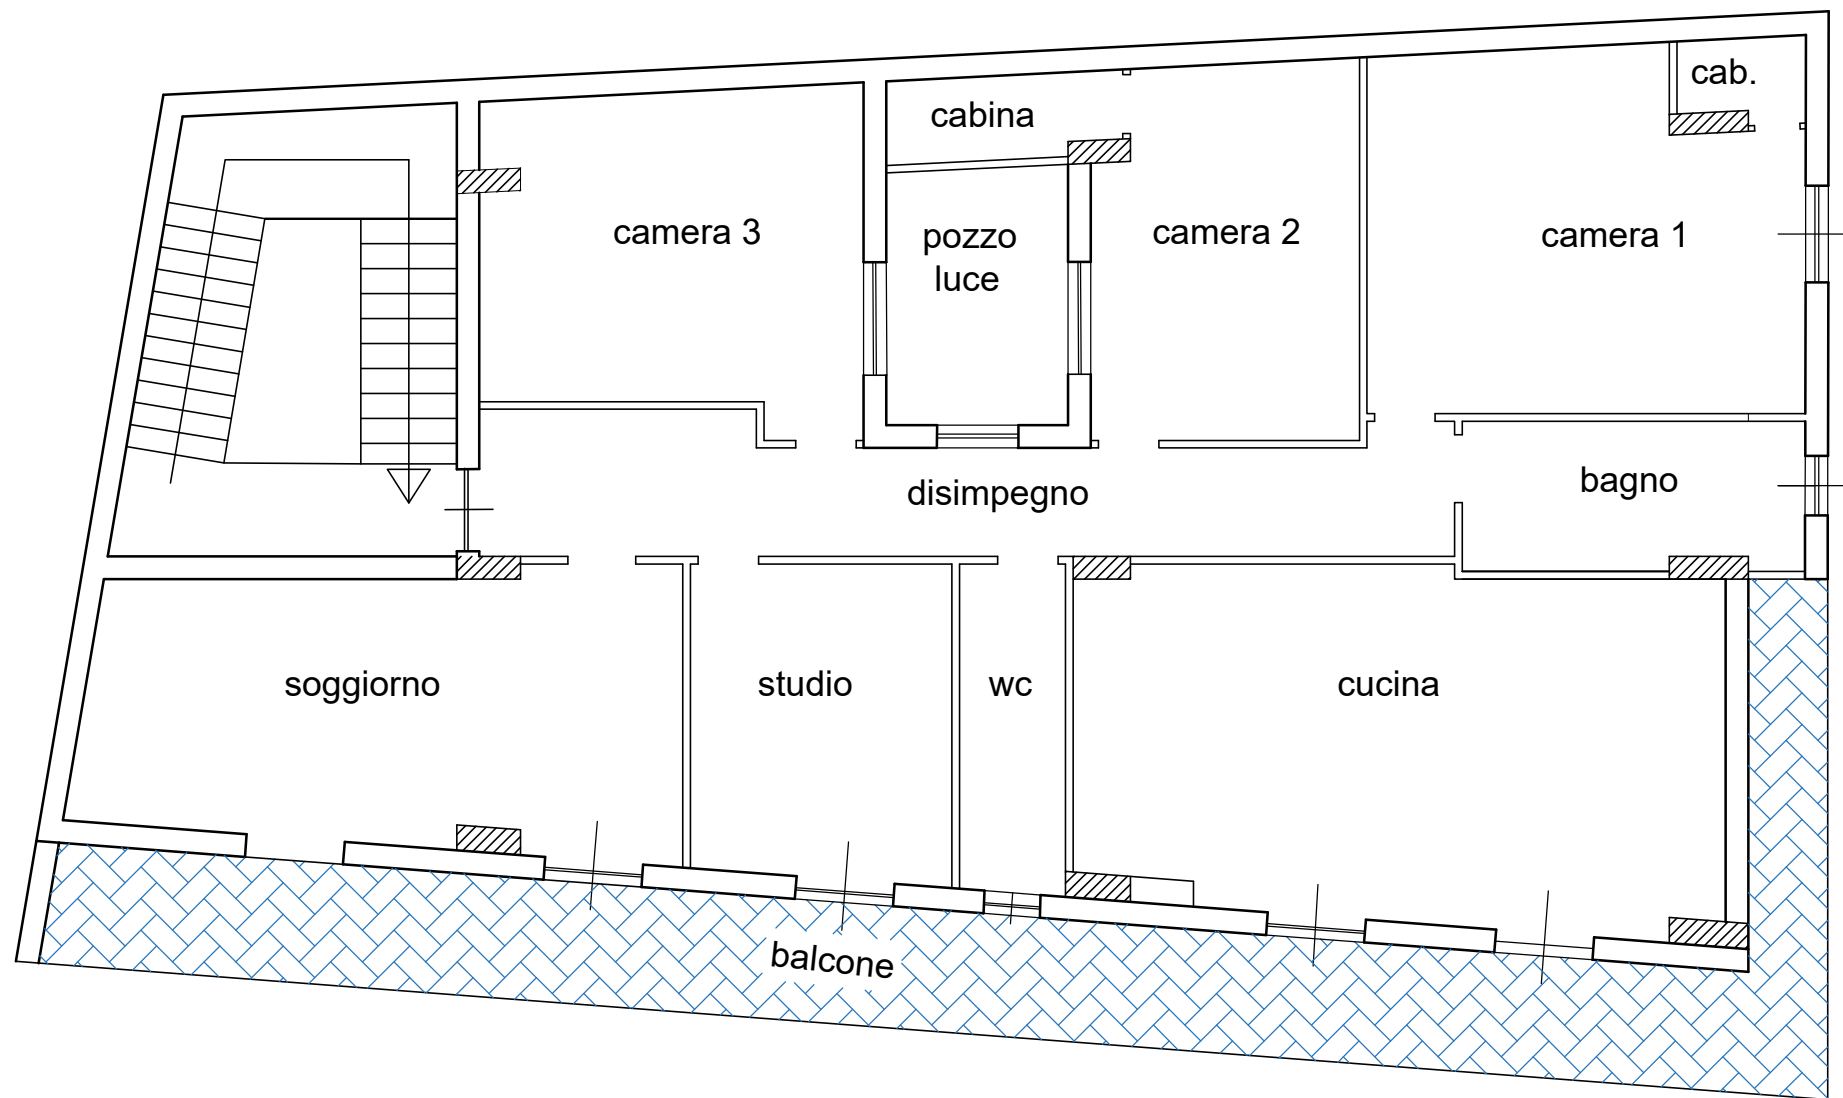 cab.
cabina
camera 3
pozzo
luce
camera 2
camera 1
disimpegno
bagno
soggiorno
studio
wc
cucina
balcone